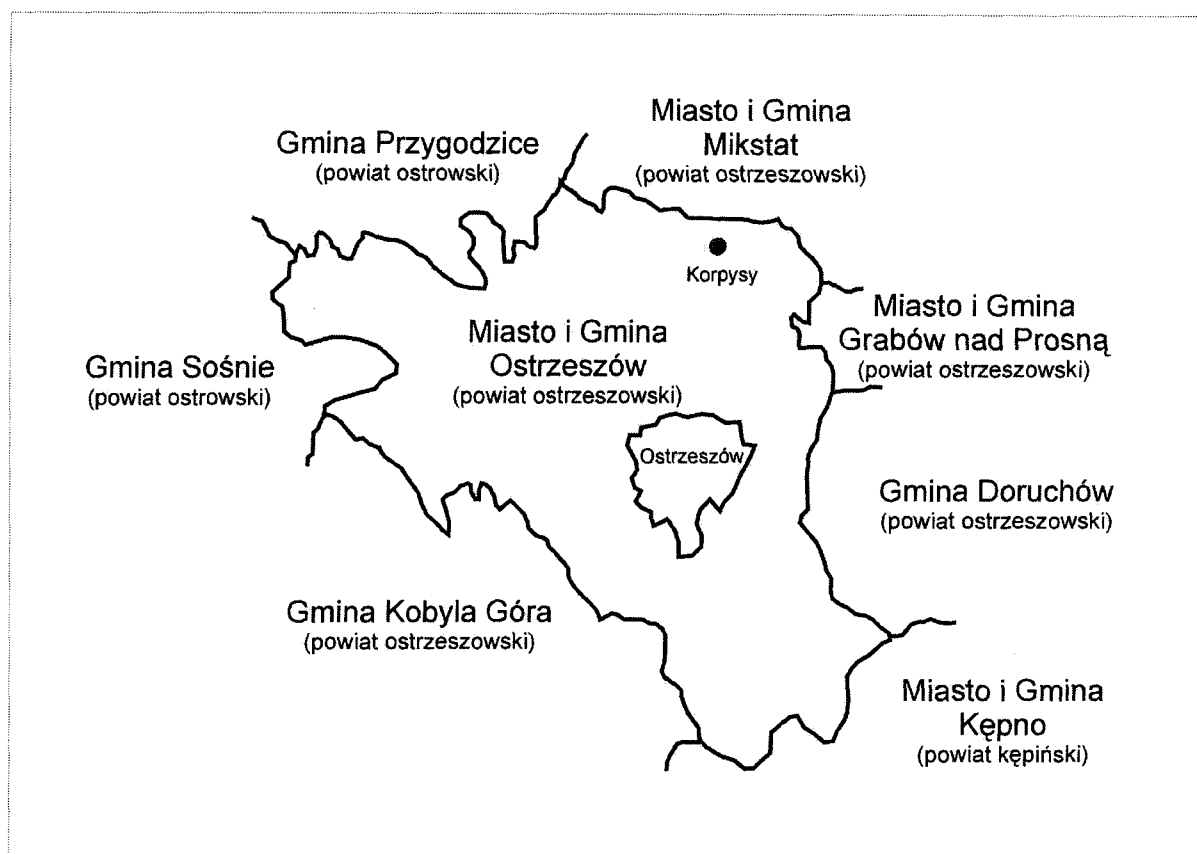 Miasto i Gmina
Mikstat
(powiat ostrzeszowski)
Gmina Przygodzice
(powiat ostrowski)
Korpysy
Miasto i Gmina
Grabów nad Prosną
(powiat ostrzeszowski)
Miasto i Gmina
Ostrzeszów
(powiat ostrzeszowski)
Gmina Sośnie
(powiat ostrowski)
Ostrzeszów
Gmina Doruchów
(powiat ostrzeszowski)
Gmina Kobyla Góra
(powiat ostrzeszowski)
Miasto i Gmina
Kępno
(powiat kępiński)